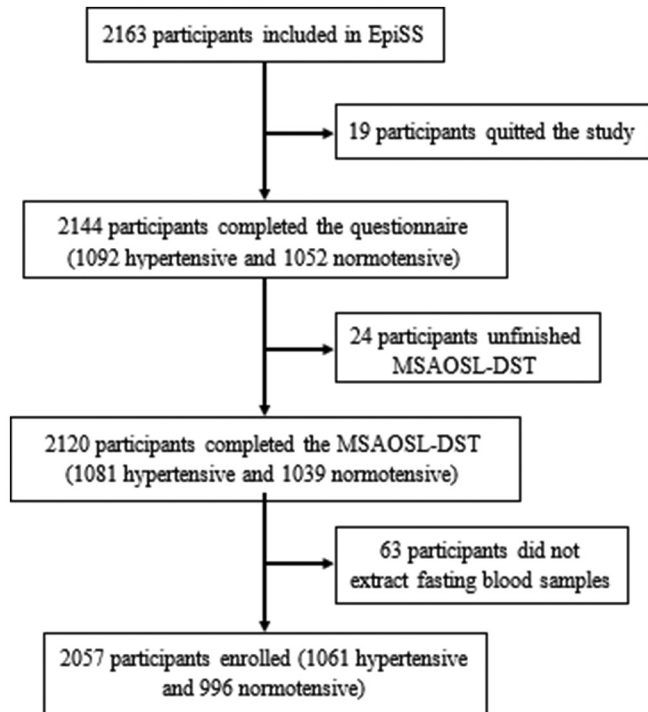 2163 participants included in EpiSS
19 participants quitted the study
2144 participants completed the questionnaire
(1092 hypertensive and 1052 normotensive)
24 participants unfinished
MSAOSL-DST
2120 participants completed the MSAOSL-DST
(1081 hypertensive and 1039 normotensive)
63 participants did not
extract fasting blood samples
2057 participants enrolled (1061 hypertensive
and 996 normotensive)